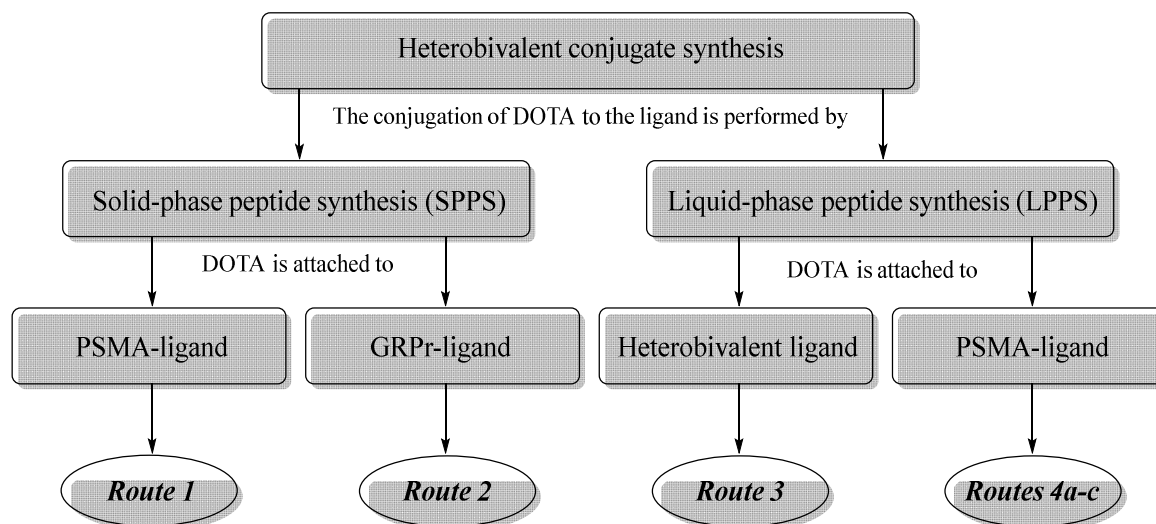 Heterobivalent conjugate synthesis
The conjugation of DOTA to the ligand is performed by
Solid-phase peptide synthesis (SPPS)
Liquid-phase peptide synthesis (LPPS)
DOTA is attached to
DOTA is attached to
PSMA-ligand
GRPr-ligand
Heterobivalent ligand
PSMA-ligand
Route 1
Route 2
Route 3
Routes 4a-c